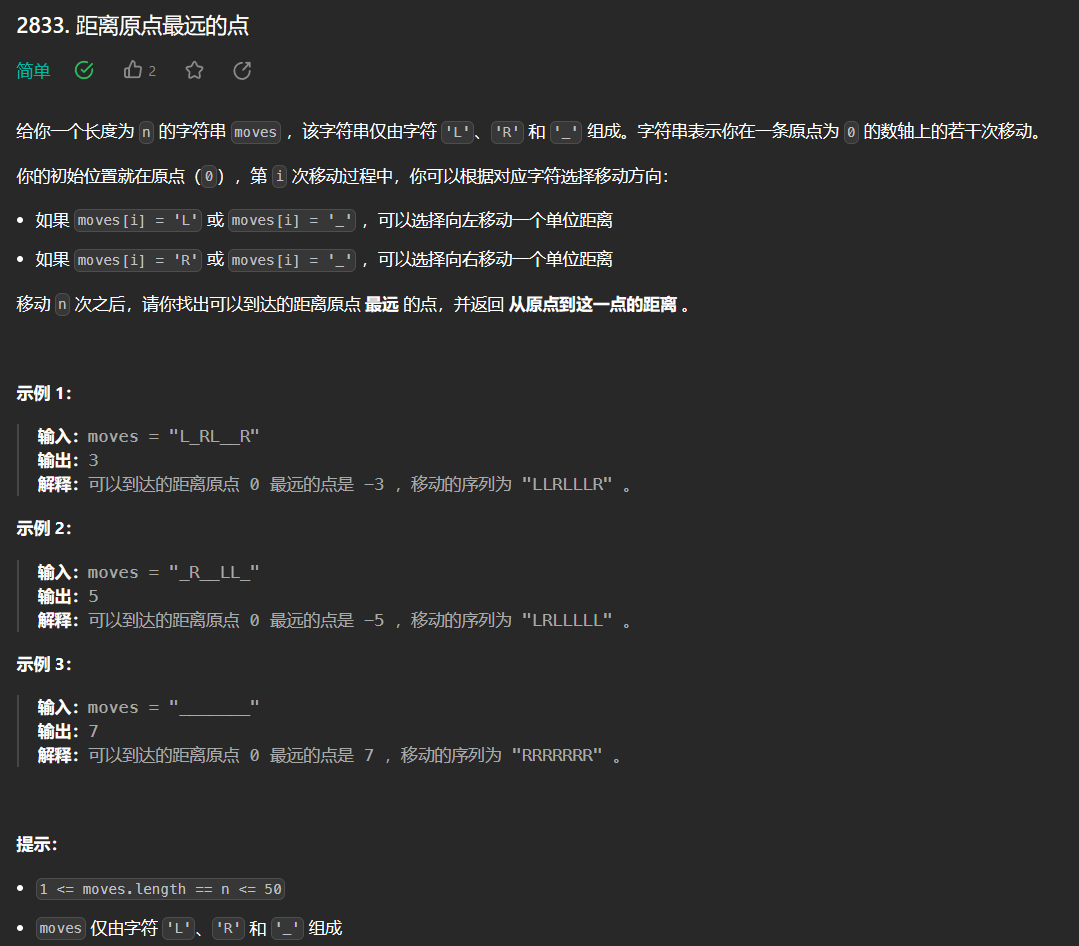 2833. 距离原点最远的点
简单 2
给你一个长度为 n 的字符串 moves ，该字符串仅由字符 'L'、'R' 和 '_' 组成。字符串表示你在一条原点为 0 的数轴上的若干次移动。
你的初始位置就在原点（0），第 i 次移动过程中，你可以根据对应字符选择移动方向：
• 如果 moves[i] = 'L' 或 moves[i] = '_' ，可以选择向左移动一个单位距离
• 如果 moves[i] = 'R' 或 moves[i] = '_' ，可以选择向右移动一个单位距离
移动 n 次之后，请你找出可以到达的距离原点 最远 的点，并返回 从原点到这一点的距离 。
示例 1：
输入：moves = "L_RL__R"
输出：3
解释：可以到达的距离原点 0 最远的点是 -3 ，移动的序列为 "LLRLLLR" 。
示例 2：
输入：moves = "_R__LL_"
输出：5
解释：可以到达的距离原点 0 最远的点是 -5 ，移动的序列为 "LRLLLLL" 。
示例 3：
输入：moves = "_______"
输出：7
解释：可以到达的距离原点 0 最远的点是 7 ，移动的序列为 "RRRRRRR" 。
提示：
• 1 <= moves.length == n <= 50
• moves 仅由字符 'L'、'R' 和 '_' 组成